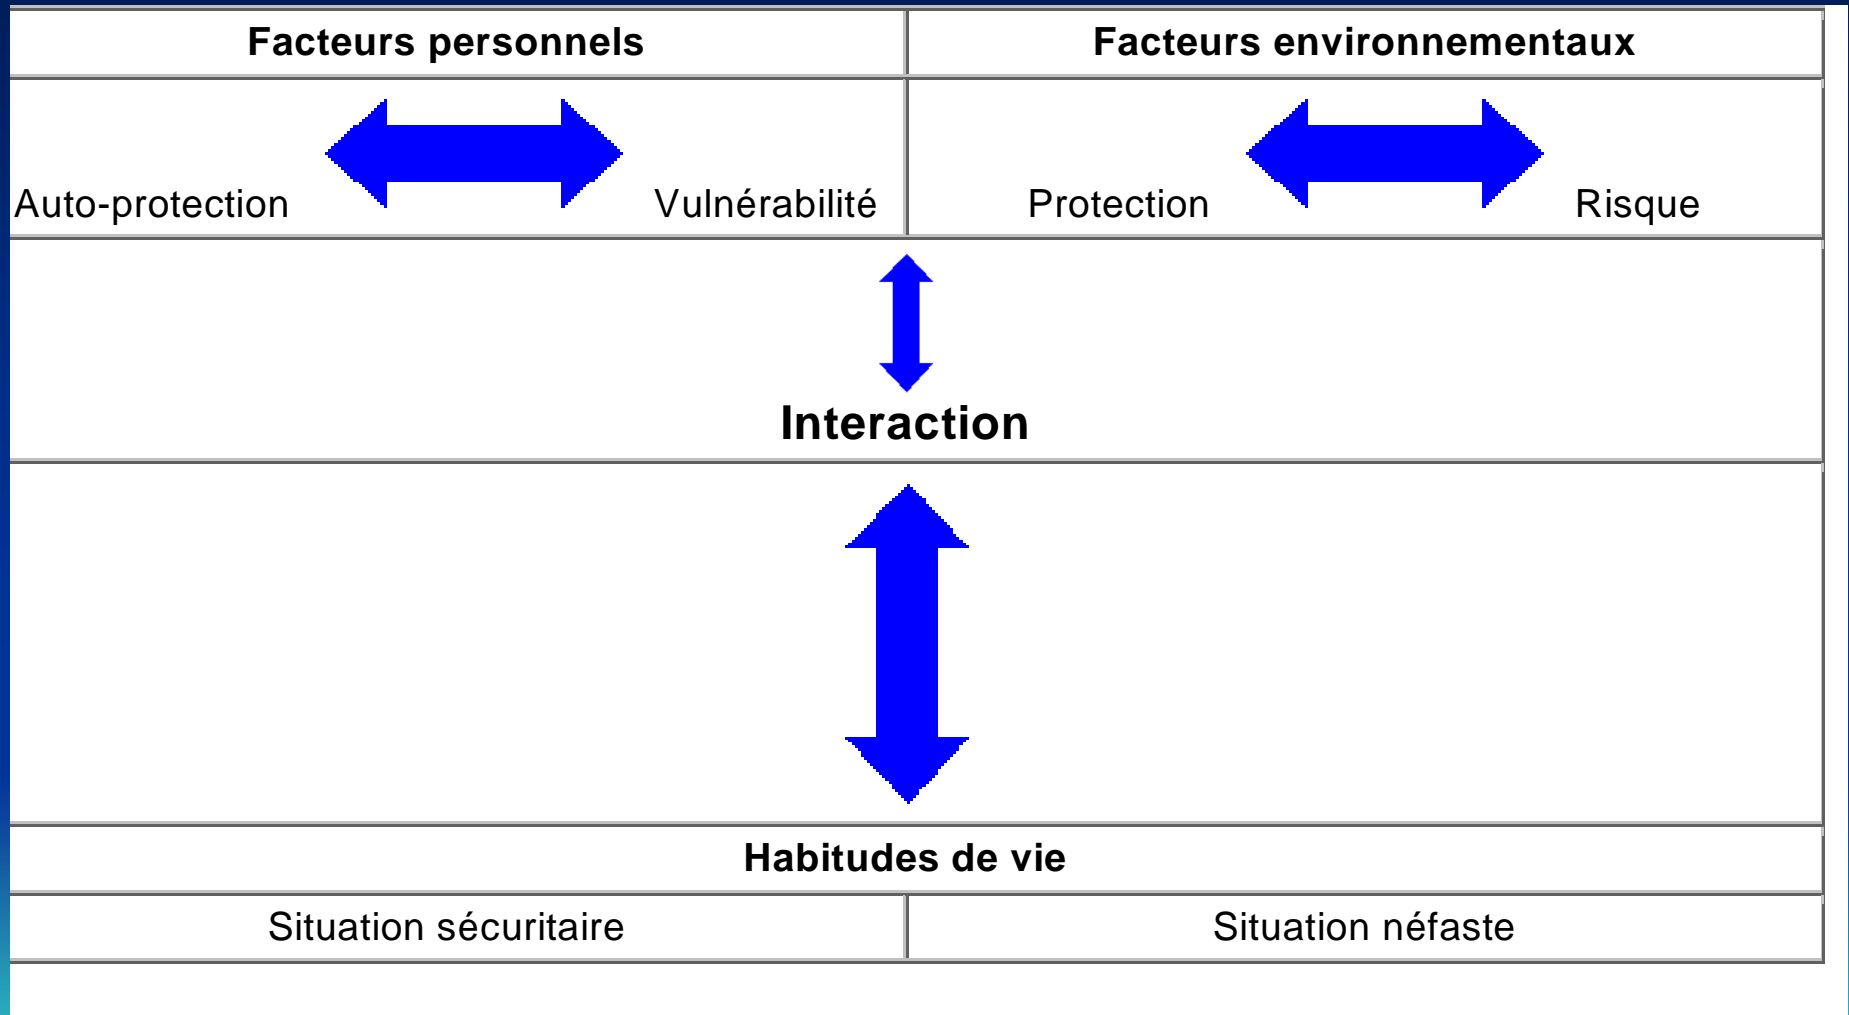 Facteurs personnels Facteurs environnementaux
Auto-protection Vulnérabilité Protection Risque
Interaction
Habitudes de vie
Situation sécuritaire Situation néfaste